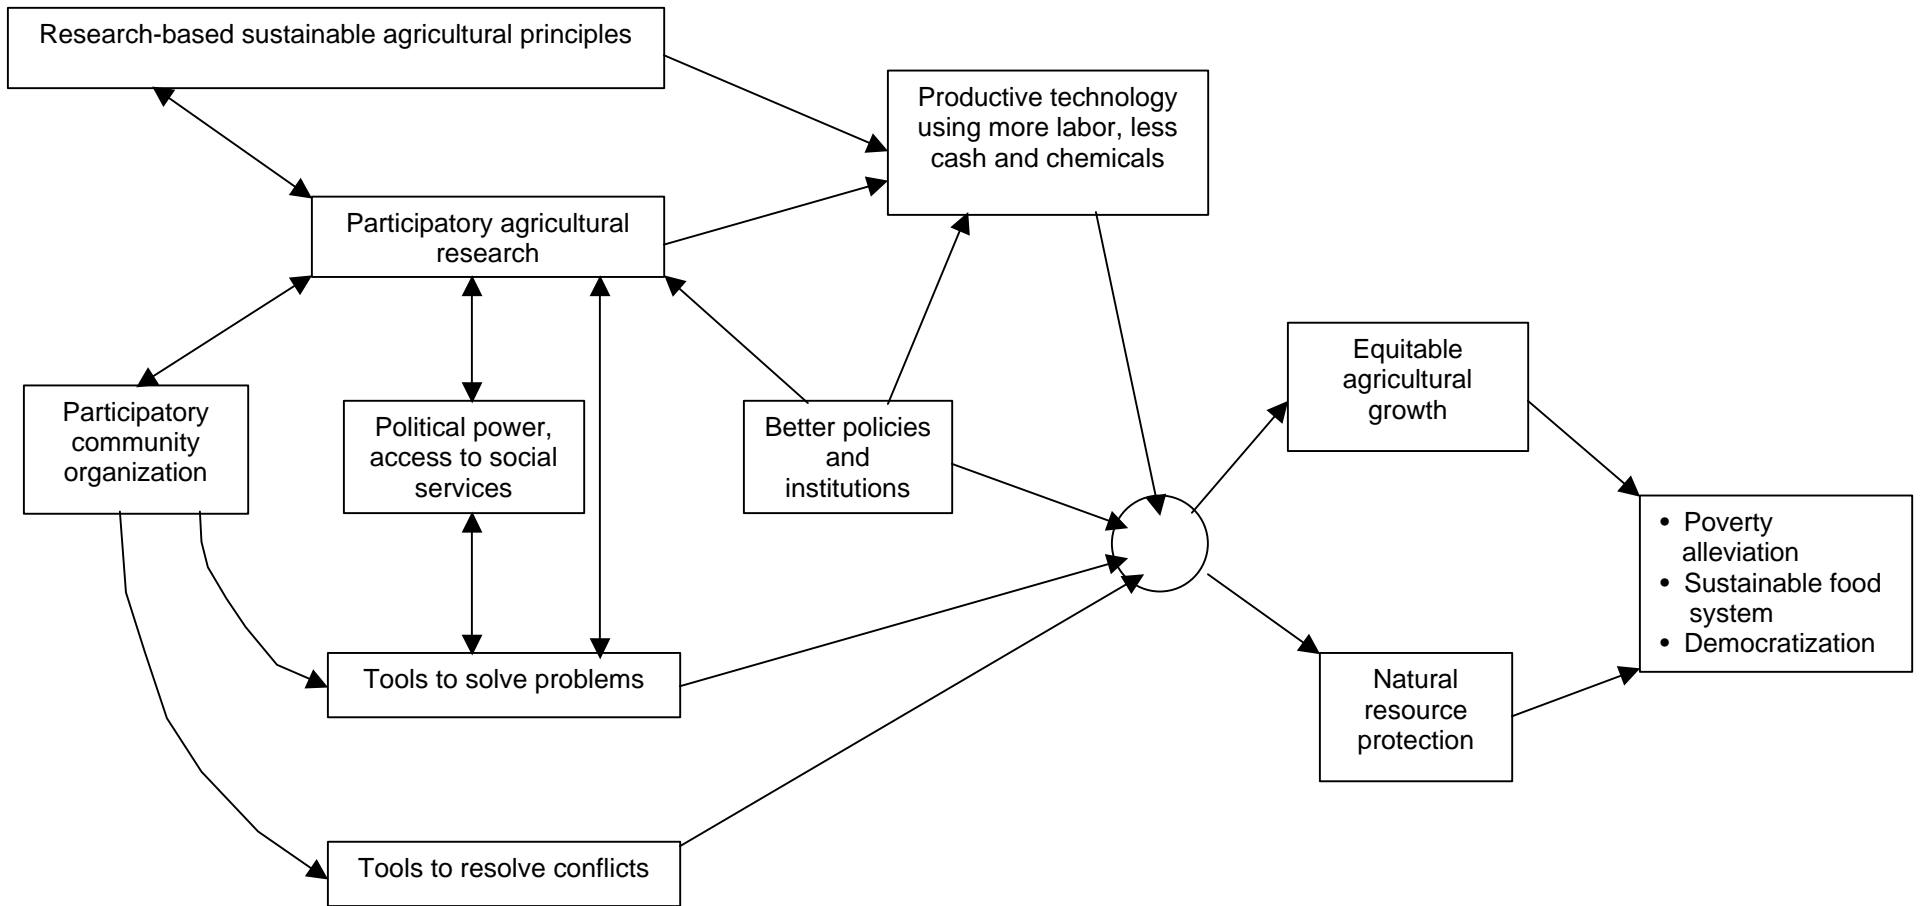 Research-based sustainable agricultural principles
Productive technology
using more labor, less
cash and chemicals
Participatory agricultural
research
Participatory
community
organization
Political power,
access to social
services
Better policies
and
institutions
Equitable
agricultural
growth
• Poverty
alleviation
• Sustainable food
system
• Democratization
Tools to solve problems
Natural
resource
protection
Tools to resolve conflicts